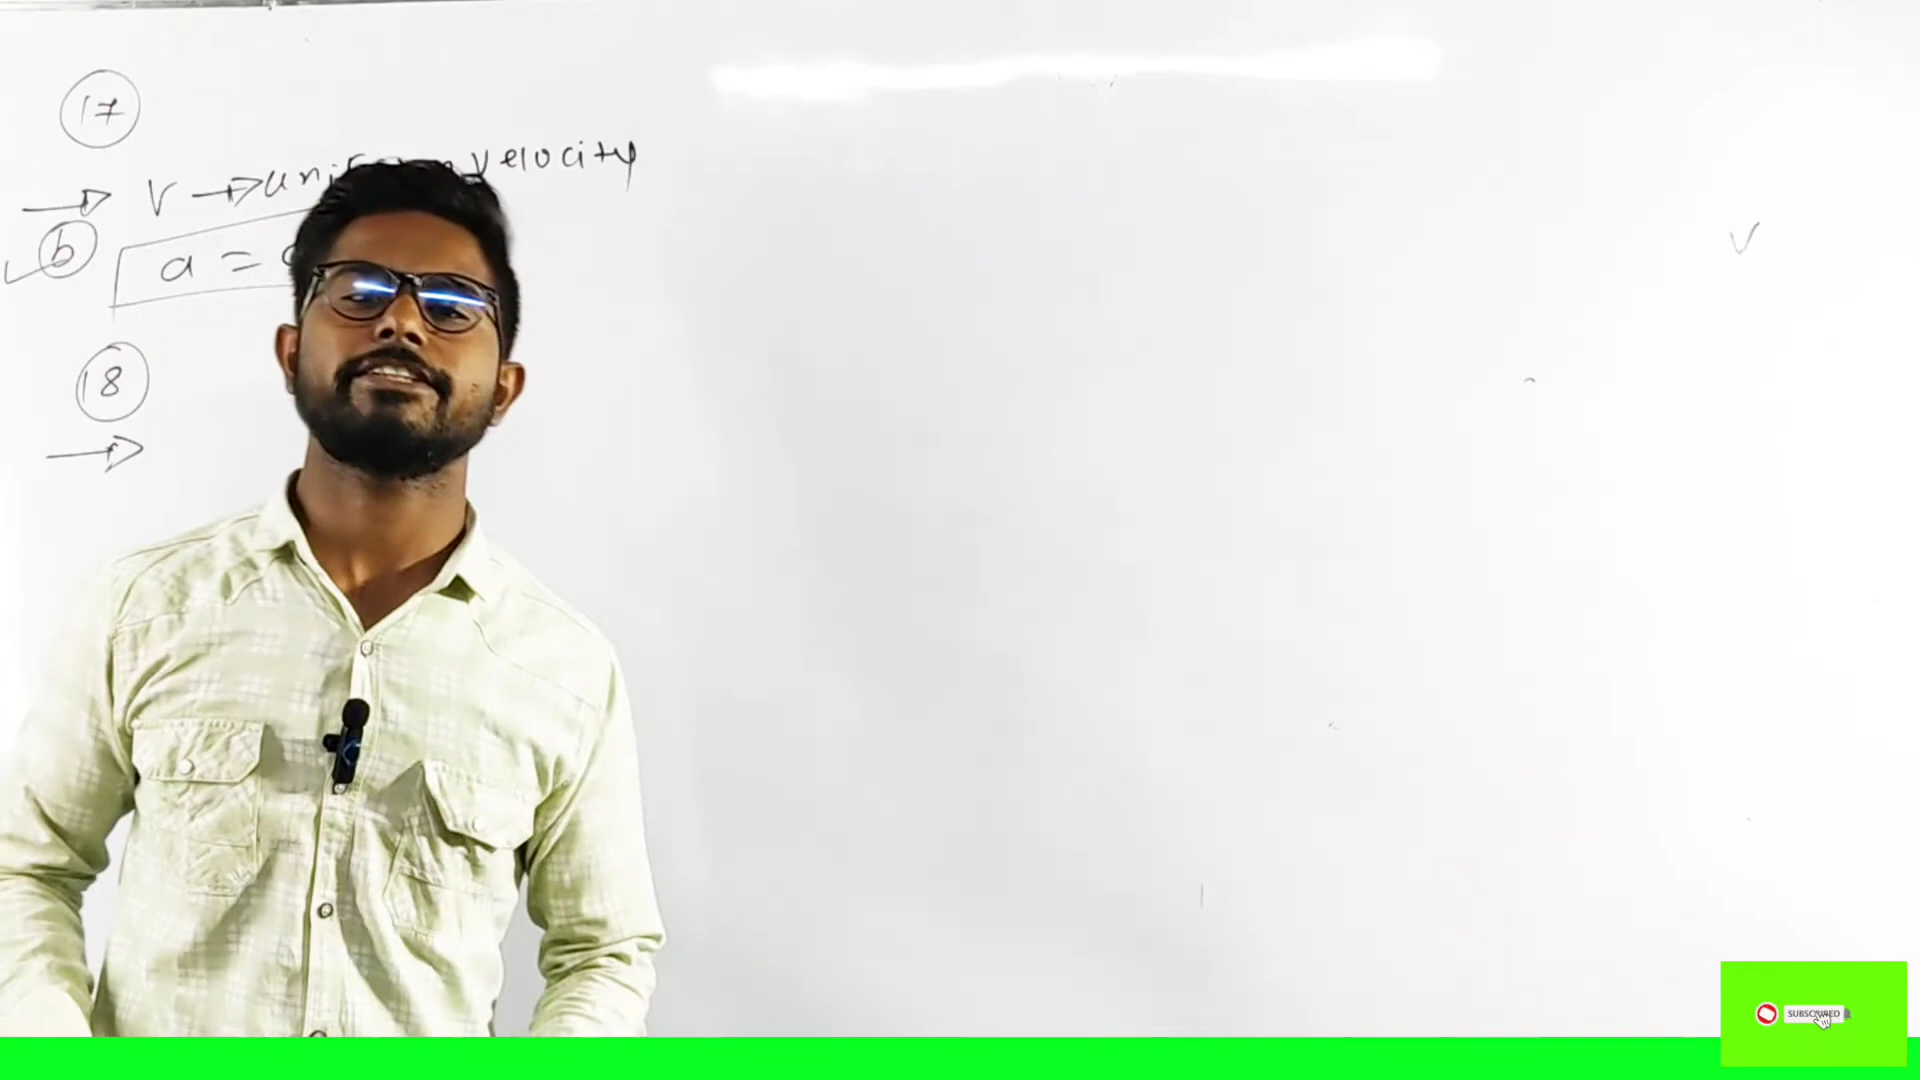 17
→ V → uni velocity
b a =
18
→
V
SUBSCRIBED